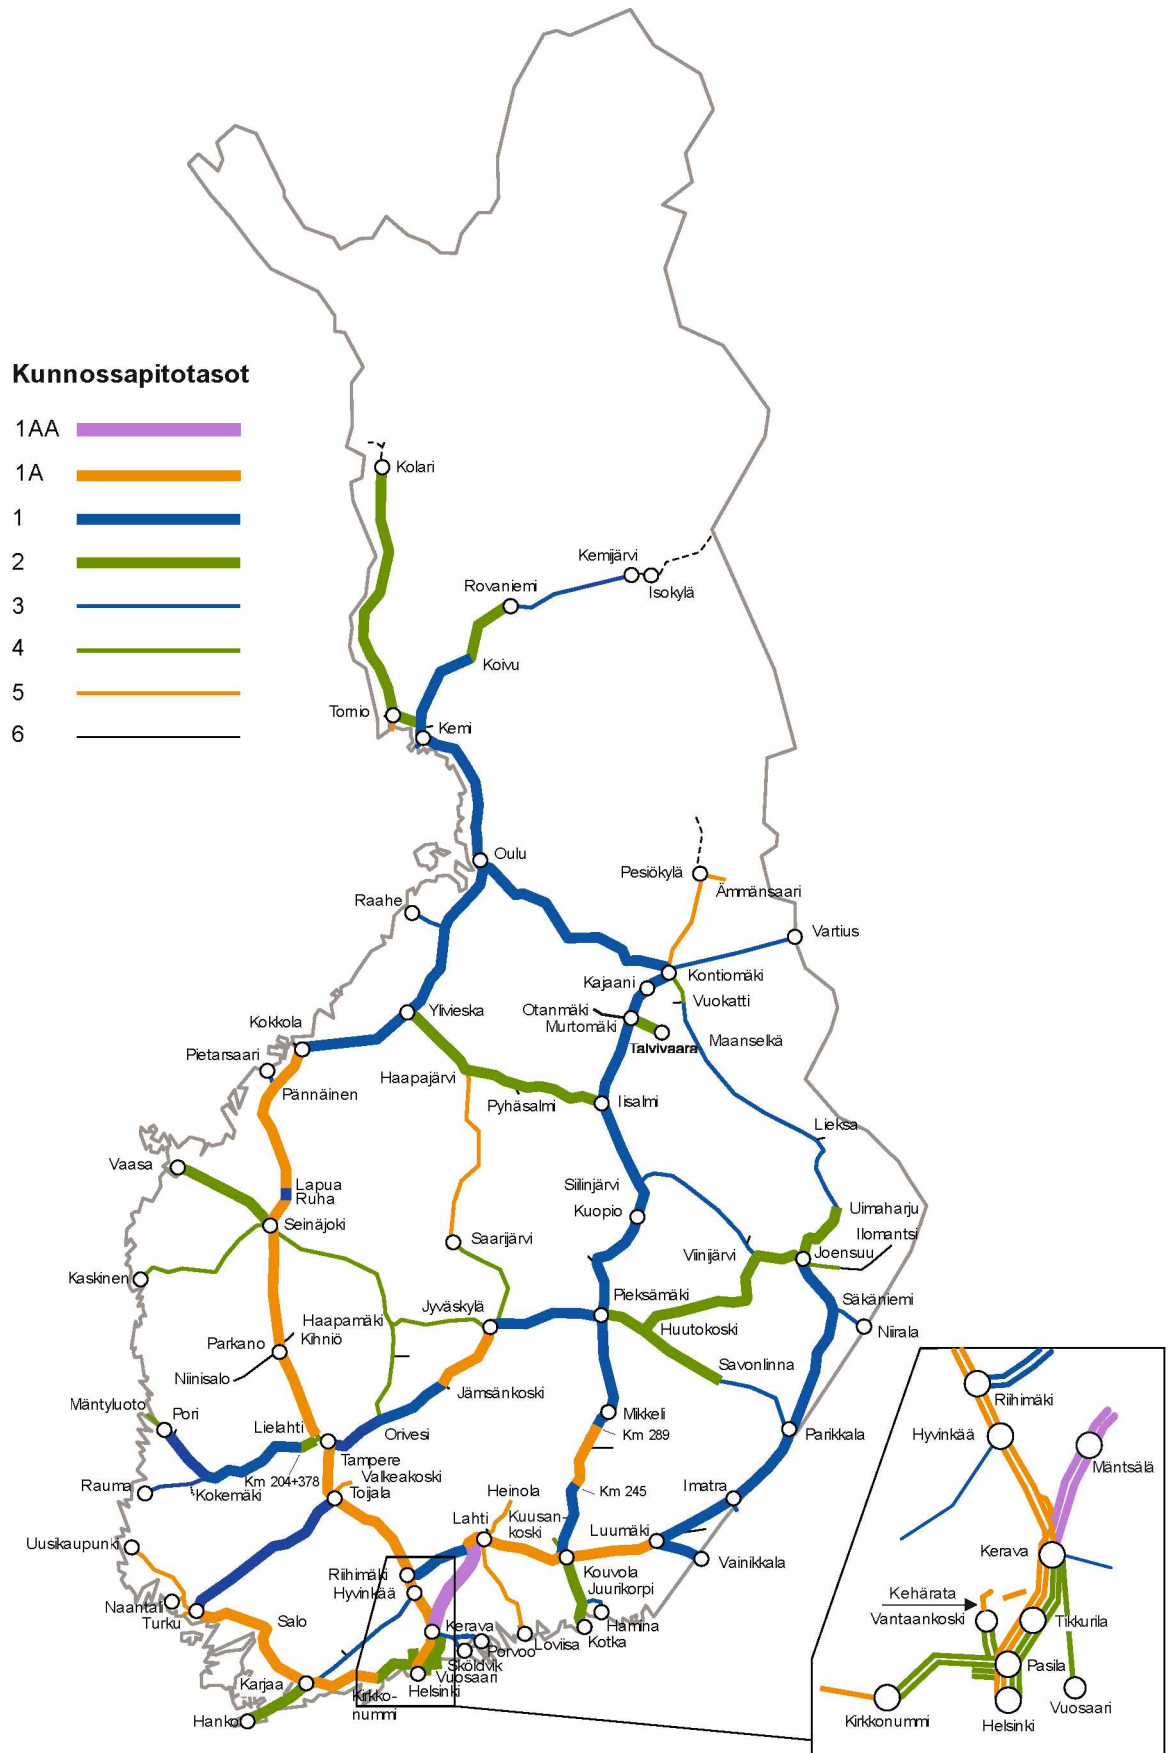 Kunnossapitotasot
1AA
1A
1
2
3
4
5
6
Kolari
Kemijärvi
Isokylä
Rovaniemi
Koivu
Tornio
Kemi
Oulu
Pesiökylä
Ämmänsaari
Raahe
Vartius
Kontiomäki
Kajaani
Vuokatti
Otanmäki
Murtomäki
Ylivieska
Kokkola
Maanselkä
Talvivaara
Pietarsaari
Haapajärvi
Pännäinen
Pyhäsalmi
Iisalmi
Lieksa
Vaasa
Lapua
Ruha
Siilinjärvi
Kuopio
Uimaharju
Seinäjoki
Ilomantsi
Saarijärvi
Viinijärvi
Joensuu
Kaskinen
Pieksämäki
Säkäniemi
Jyväskylä
Haapamäki
Huutokoski
Niirala
Parkano
Kihniö
Savonlinna
Niinisalo
Jämsänkoski
Mäntyluoto
Pori
Mikkeli
Lielahti
Orivesi
Km 289
Parikkala
Tampere
Km 204+378
Valkeakoski
Rauma
Kokemäki
Toijala
Heinola
Km 245
Imatra
Lahti
Kuusan-
koski
Luumäki
Uusikaupunki
Vainikkala
Riihimäki
Kouvola
Hyvinkää
Juurikorpi
Naantali
Turku
Salo
Hamina
Kerava
Kotka
Porvoo
Loviisa
Sköldvik
Vuosaari
Karjaa
Helsinki
Kirkko-
nummi
Hanko
Riihimäki
Hyvinkää
Mäntsälä
Kerava
Kehärata
Vantaankoski
Tikkurila
Pasila
Vuosaari
Kirkkonummi
Helsinki